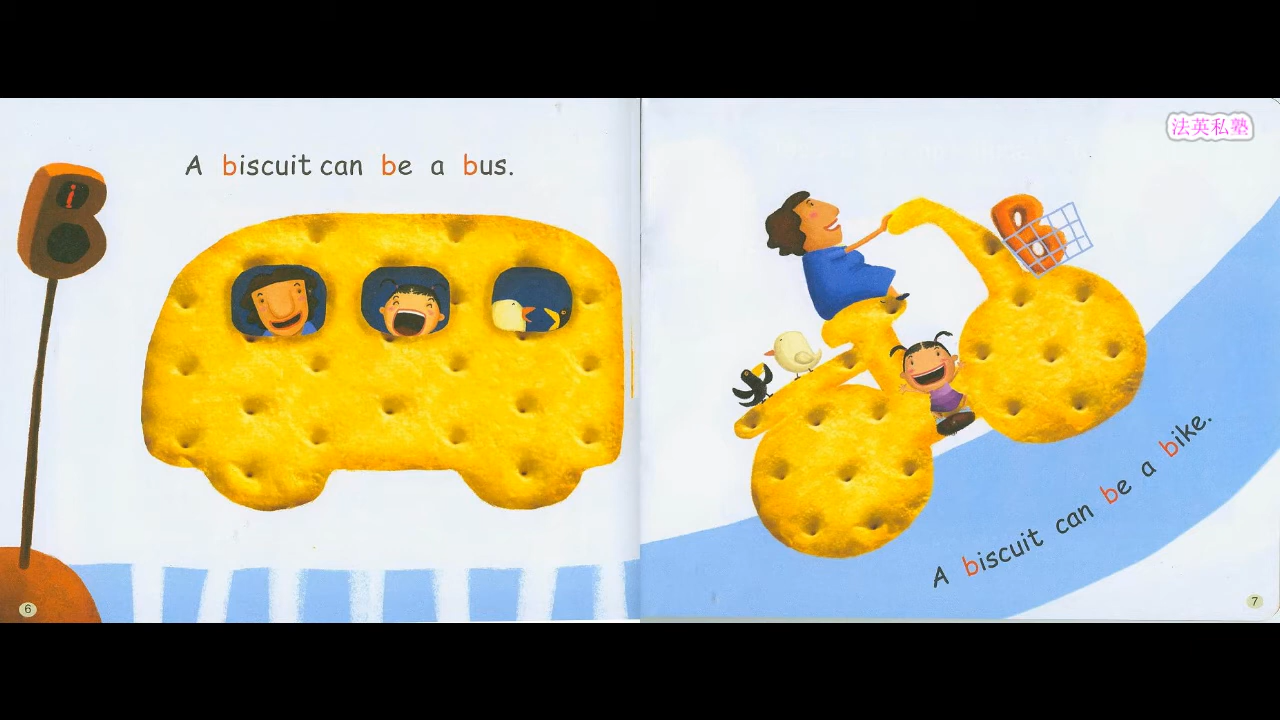 A biscuit can be a bus.
B
i
6
法英私塾
B
A biscuit can be a bike.
7